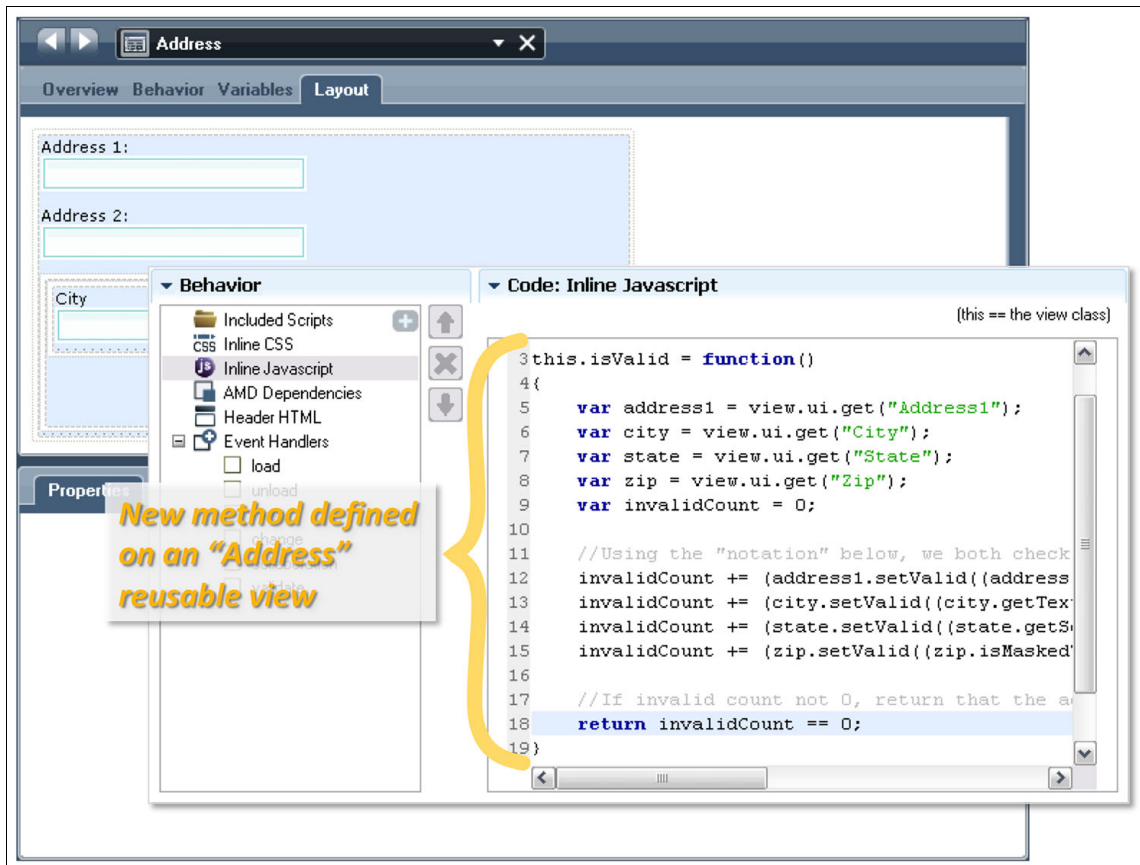 Address
Overview Behavior Variables Layout
Address 1:
Address 2:
City
Properties
Behavior
Included Scripts
CSS Inline CSS
JS Inline Javascript
AMD Dependencies
Header HTML
Event Handlers
load
unload
change
validate
New method defined
on an “Address”
reusable view
Code: Inline Javascript
(this == the view class)
3 this.isValid = function()
4 {
5 var address1 = view.ui.get("Address1");
6 var city = view.ui.get("City");
7 var state = view.ui.get("State");
8 var zip = view.ui.get("Zip");
9 var invalidCount = 0;
10
11 //Using the "notation" below, we both check
12 invalidCount += (address1.setValid((address
13 invalidCount += (city.setValid((city.getTex
14 invalidCount += (state.setValid((state.getS
15 invalidCount += (zip.setValid((zip.isMasked
16
17 //If invalid count not 0, return that the a
18 return invalidCount == 0;
19 }